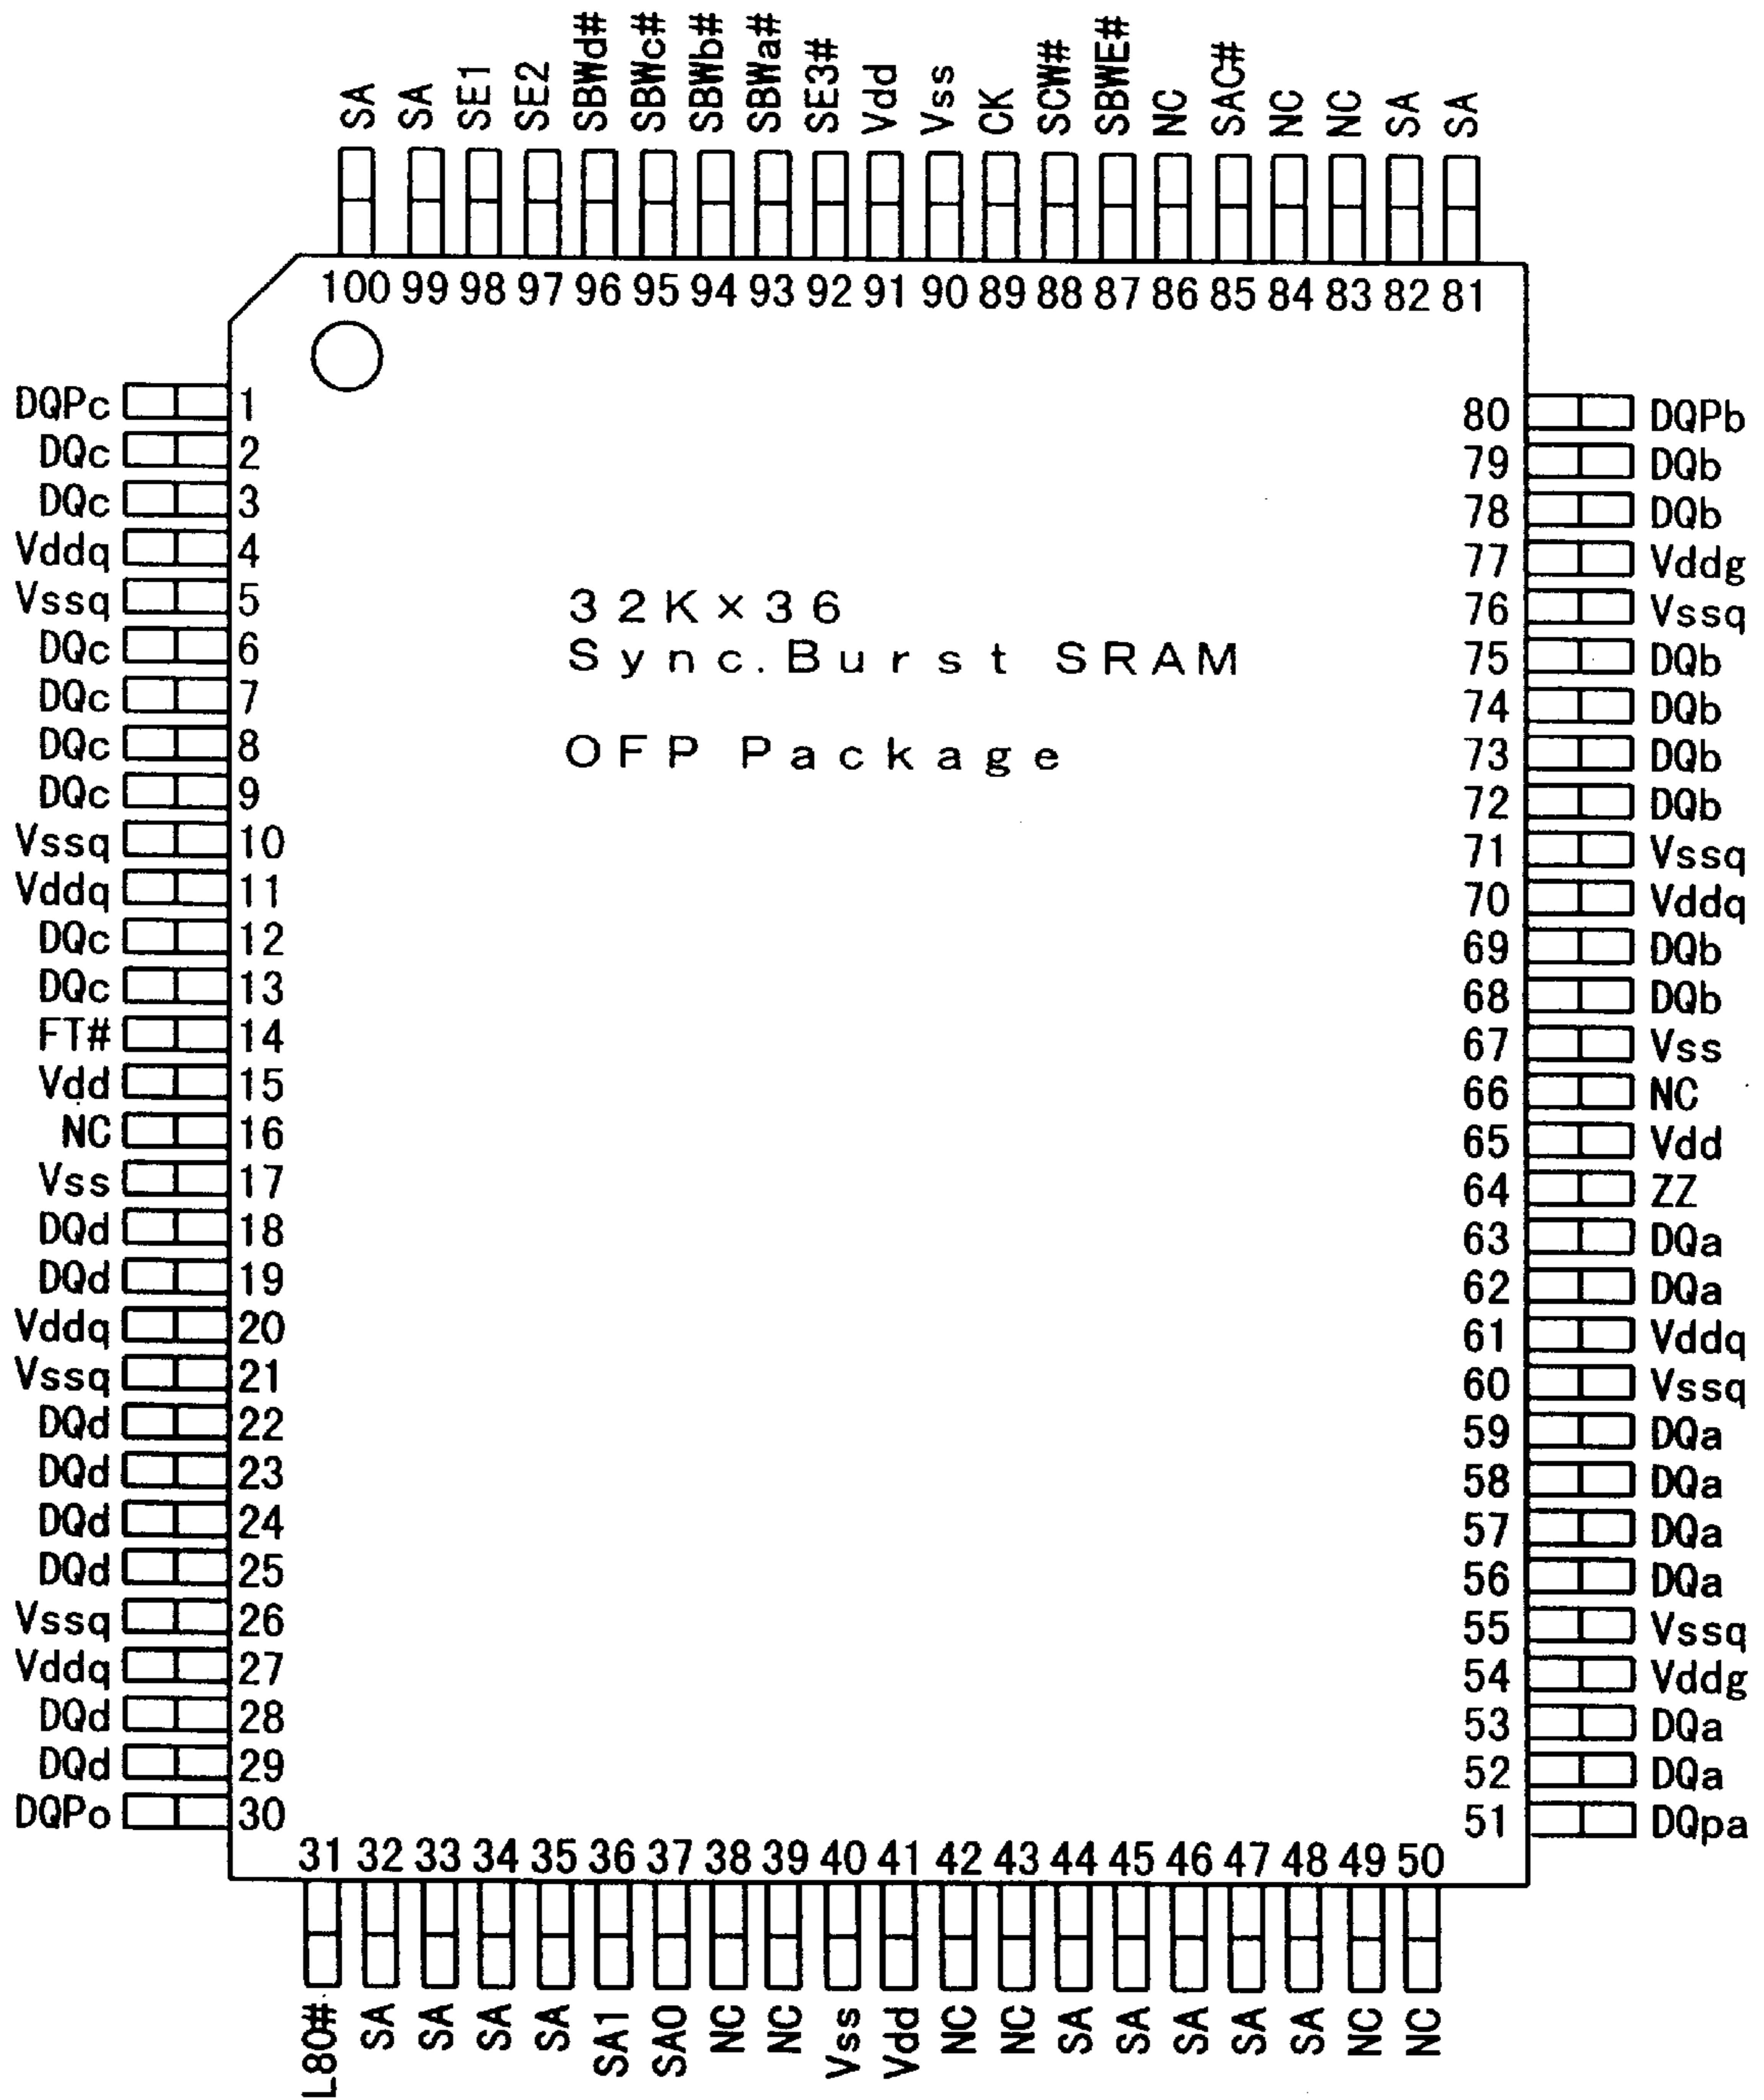 SA SA SE1 SE2 SBWd# SBWc# SBWb# SBWa# SE3# Vdd Vss CK SCW# SBWE# NC SAC# NC NC SA SA
100 99 98 97 96 95 94 93 92 91 90 89 88 87 86 85 84 83 82 81
DQPc 1
DQc 2
DQc 3
Vddq 4
Vssq 5
DQc 6
DQc 7
DQc 8
DQc 9
Vssq 10
Vddq 11
DQc 12
DQc 13
FT# 14
Vdd 15
NC 16
Vss 17
DQd 18
DQd 19
Vddq 20
Vssq 21
DQd 22
DQd 23
DQd 24
DQd 25
Vssq 26
Vddq 27
DQd 28
DQd 29
DQPo 30
32K×36
Sync.Burst SRAM
OFP Package
80 DQPb
79 DQb
78 DQb
77 Vddg
76 Vssq
75 DQb
74 DQb
73 DQb
72 DQb
71 Vssq
70 Vddq
69 DQb
68 DQb
67 Vss
66 NC
65 Vdd
64 ZZ
63 DQa
62 DQa
61 Vddq
60 Vssq
59 DQa
58 DQa
57 DQa
56 DQa
55 Vssq
54 Vddg
53 DQa
52 DQa
51 DQpa
31 32 33 34 35 36 37 38 39 40 41 42 43 44 45 46 47 48 49 50
L80# SA SA SA SA SA1 SA0 NC NC Vss Vdd NC NC SA SA SA SA SA NC NC